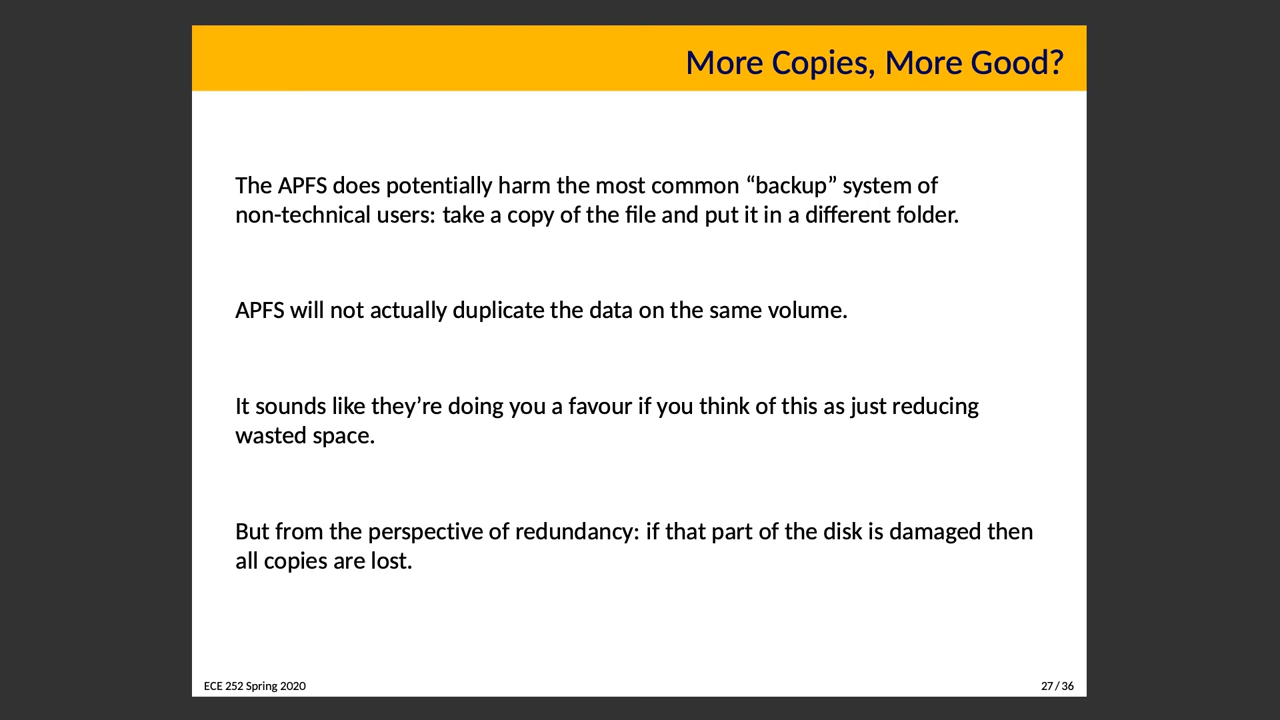 More Copies, More Good?
The APFS does potentially harm the most common “backup” system of
non-technical users: take a copy of the file and put it in a different folder.
APFS will not actually duplicate the data on the same volume.
It sounds like they’re doing you a favour if you think of this as just reducing
wasted space.
But from the perspective of redundancy: if that part of the disk is damaged then
all copies are lost.
ECE 252 Spring 2020
27 / 36